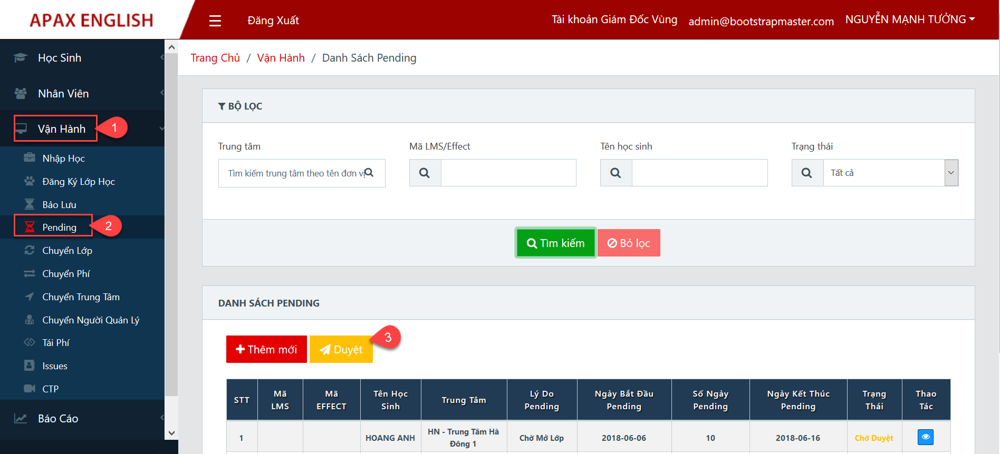 APAX ENGLISH
Đăng Xuất
Tài khoản Giám Đốc Vùng
admin@bootstrapmaster.com
NGUYỄN MẠNH TƯỞNG
Học Sinh
Nhân Viên
Vận Hành
1
Nhập Học
Đăng Ký Lớp Học
Bảo Lưu
Pending
2
Chuyển Lớp
Chuyển Phí
Chuyển Trung Tâm
Chuyển Người Quản Lý
Tái Phí
Issues
CTP
Báo Cáo
Trang Chủ / Vận Hành / Danh Sách Pending
BỘ LỌC
Trung tâm
Mã LMS/Effect
Tên học sinh
Trạng thái
Tìm kiếm trung tâm theo tên đơn vị
Tất cả
Tìm kiếm
Bỏ lọc
DANH SÁCH PENDING
Thêm mới
Duyệt
3
STT
Mã
LMS
Mã
EFFECT
Tên Học
Sinh
Trung Tâm
Lý Do
Pending
Ngày Bắt Đầu
Pending
Số Ngày
Pending
Ngày Kết Thúc
Pending
Trạng
Thái
Thao
Tác
1
HOANG ANH
HN - Trung Tâm Hà
Đông 1
Chờ Mở Lớp
2018-06-06
10
2018-06-16
Chờ Duyệt